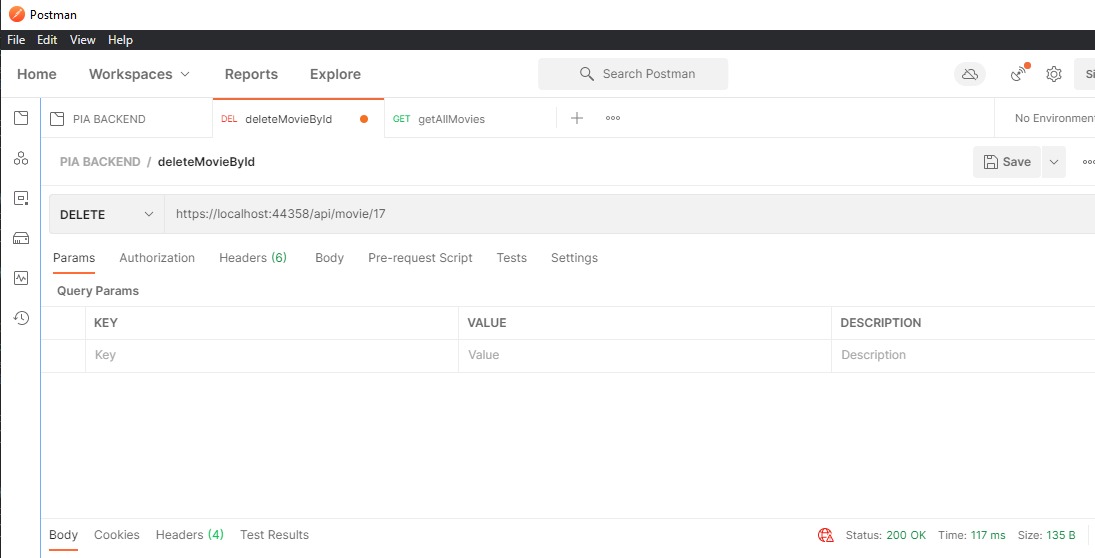 Postman
File Edit View Help
Home Workspaces Reports Explore Search Postman
PIA BACKEND DEL deleteMovieById GET getAllMovies No Environment
PIA BACKEND / deleteMovieById Save
DELETE https://localhost:44358/api/movie/17
Params Authorization Headers (6) Body Pre-request Script Tests Settings
Query Params
KEY VALUE DESCRIPTION
Key Value Description
Body Cookies Headers (4) Test Results Status: 200 OK Time: 117 ms Size: 135 B